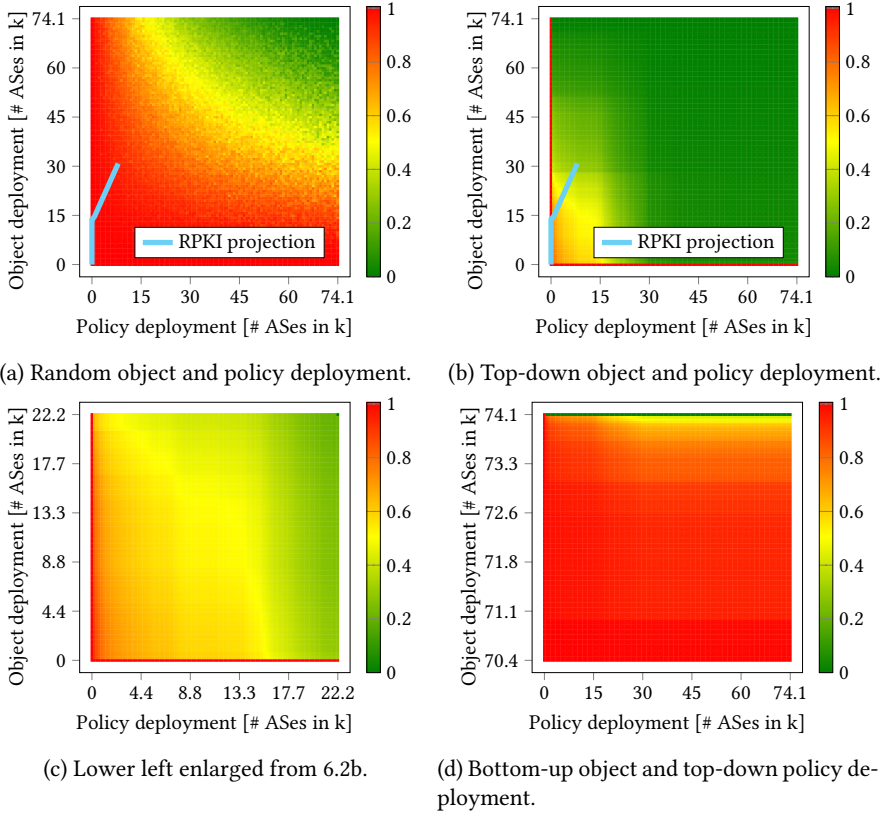 74.1
60
45
30
15
0
Object deployment [# ASes in k]
RPKI projection
0 15 30 45 60 74.1
Policy deployment [# ASes in k]
1
0.8
0.6
0.4
0.2
0
(a) Random object and policy deployment.
74.1
60
45
30
15
0
Object deployment [# ASes in k]
RPKI projection
0 15 30 45 60 74.1
Policy deployment [# ASes in k]
1
0.8
0.6
0.4
0.2
0
(b) Top-down object and policy deployment.
22.2
17.7
13.3
8.8
4.4
0
Object deployment [# ASes in k]
0 4.4 8.8 13.3 17.7 22.2
Policy deployment [# ASes in k]
1
0.8
0.6
0.4
0.2
0
(c) Lower left enlarged from 6.2b.
74.1
73.3
72.6
71.8
71.1
70.4
Object deployment [# ASes in k]
0 15 30 45 60 74.1
Policy deployment [# ASes in k]
1
0.8
0.6
0.4
0.2
0
(d) Bottom-up object and top-down policy de-
ployment.